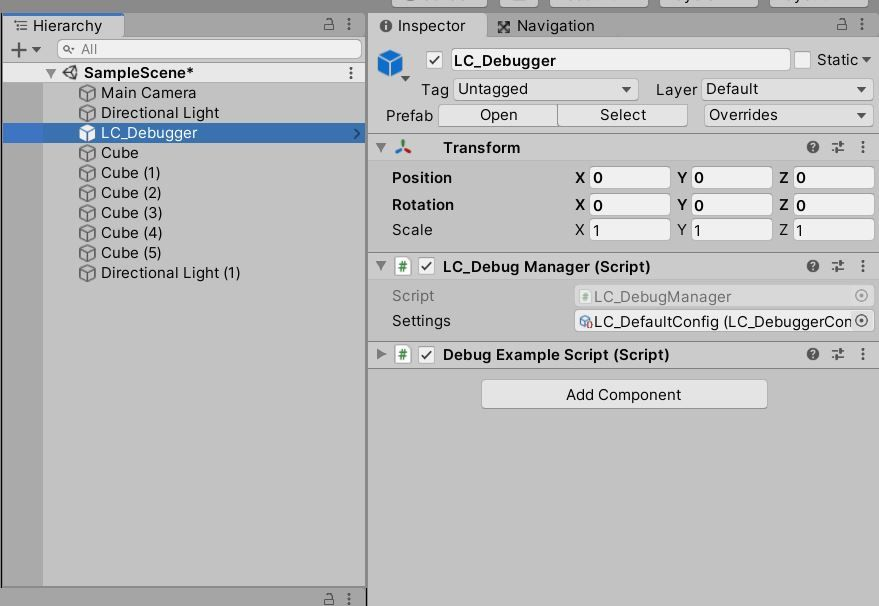 Hierarchy
All
SampleScene*
Main Camera
Directional Light
LC_Debugger
Cube
Cube (1)
Cube (2)
Cube (3)
Cube (4)
Cube (5)
Directional Light (1)
Inspector
Navigation
LC_Debugger
Static
Tag Untagged Layer Default
Prefab Open Select Overrides
Transform
Position X 0 Y 0 Z 0
Rotation X 0 Y 0 Z 0
Scale X 1 Y 1 Z 1
# LC_Debug Manager (Script)
Script # LC_DebugManager
Settings LC_DefaultConfig (LC_DebuggerCon
# Debug Example Script (Script)
Add Component